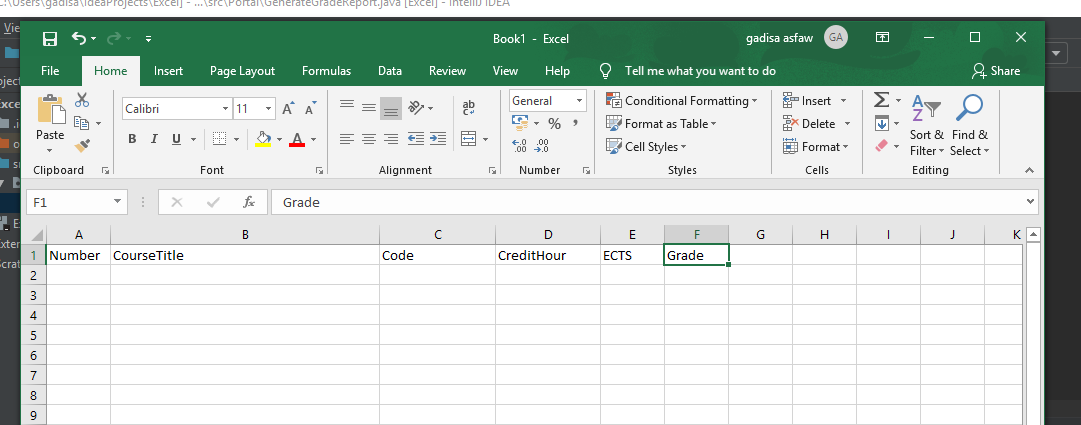 C:\Users\gadisa\IdeaProjects\Excel] - ...\src\Portal\GenerateGradeReport.java [Excel] - IntelliJ IDEA
Book1 - Excel
gadisa asfaw GA
File Home Insert Page Layout Formulas Data Review View Help Tell me what you want to do Share
Calibri 11
General
Conditional Formatting
Insert
Paste
Format as Table
Delete
Sort & Filter
Find & Select
Cell Styles
Format
Clipboard Font Alignment Number Styles Cells Editing
F1 fx Grade
A B C D E F G H I J K
1 Number CourseTitle Code CreditHour ECTS Grade
2
3
4
5
6
7
8
9